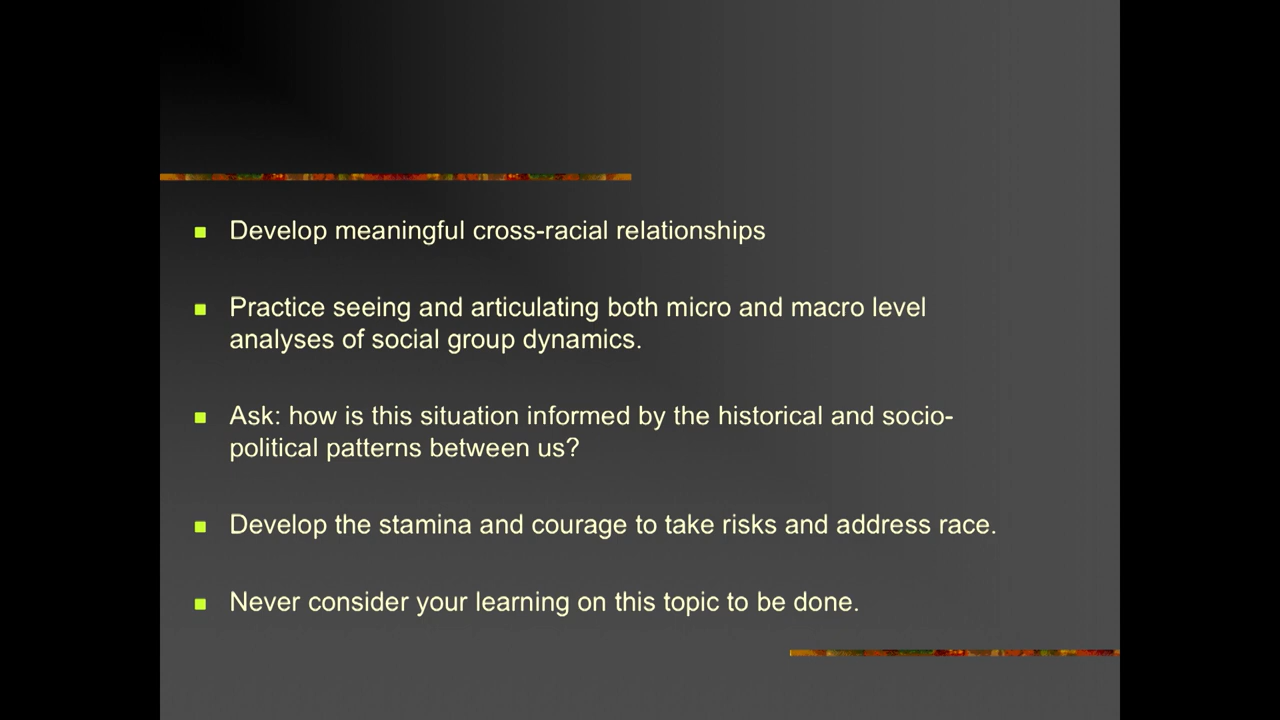 Develop meaningful cross-racial relationships
Practice seeing and articulating both micro and macro level
analyses of social group dynamics.
Ask: how is this situation informed by the historical and socio-
political patterns between us?
Develop the stamina and courage to take risks and address race.
Never consider your learning on this topic to be done.